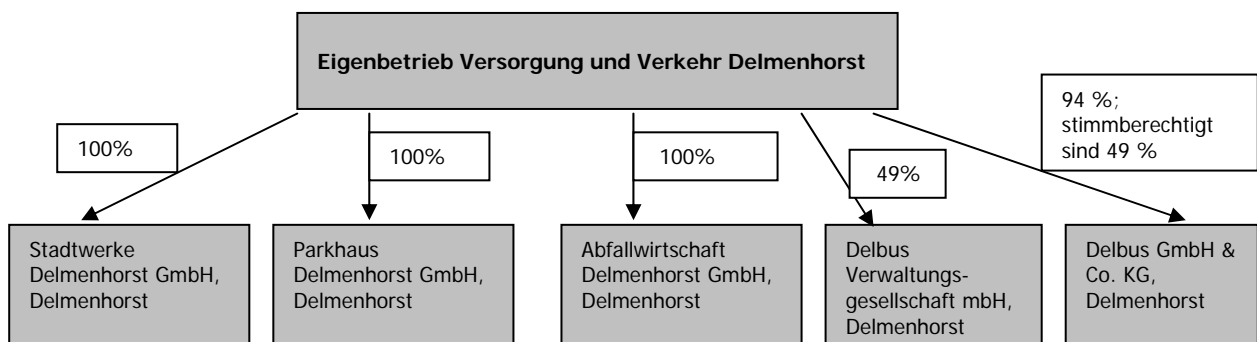 Eigenbetrieb Versorgung und Verkehr Delmenhorst
100%
100%
100%
49%
94 %;
stimmberechtigt
sind 49 %
Stadtwerke
Delmenhorst GmbH,
Delmenhorst
Parkhaus
Delmenhorst GmbH,
Delmenhorst
Abfallwirtschaft
Delmenhorst GmbH,
Delmenhorst
Delbus
Verwaltungs-
gesellschaft mbH,
Delmenhorst
Delbus GmbH &
Co. KG,
Delmenhorst